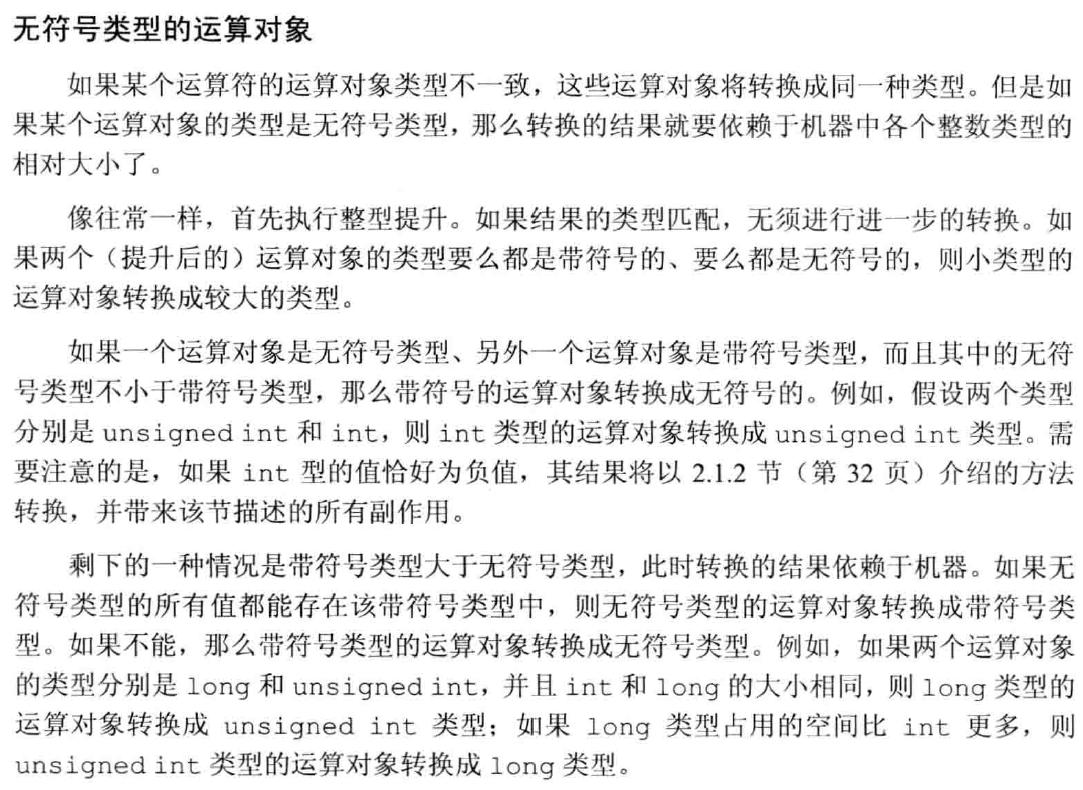 无符号类型的运算对象
如果某个运算符的运算对象类型不一致，这些运算对象将转换成同一种类型。但是如
果某个运算对象的类型是无符号类型，那么转换的结果就要依赖于机器中各个整数类型的
相对大小了。
像往常一样，首先执行整型提升。如果结果的类型匹配，无须进行进一步的转换。如
果两个（提升后的）运算对象的类型要么都是带符号的、要么都是无符号的，则小类型的
运算对象转换成较大的类型。
如果一个运算对象是无符号类型、另外一个运算对象是带符号类型，而且其中的无符
号类型不小于带符号类型，那么带符号的运算对象转换成无符号的。例如，假设两个类型
分别是 unsigned int 和 int，则 int 类型的运算对象转换成 unsigned int 类型。需
要注意的是，如果 int 型的值恰好为负值，其结果将以 2.1.2 节（第 32 页）介绍的方法
转换，并带来该节描述的所有副作用。
剩下的一种情况是带符号类型大于无符号类型，此时转换的结果依赖于机器。如果无
符号类型的所有值都能存在该带符号类型中，则无符号类型的运算对象转换成带符号类
型。如果不能，那么带符号类型的运算对象转换成无符号类型。例如，如果两个运算对象
的类型分别是 long 和 unsigned int，并且 int 和 long 的大小相同，则 long 类型的
运算对象转换成 unsigned int 类型；如果 long 类型占用的空间比 int 更多，则
unsigned int 类型的运算对象转换成 long 类型。